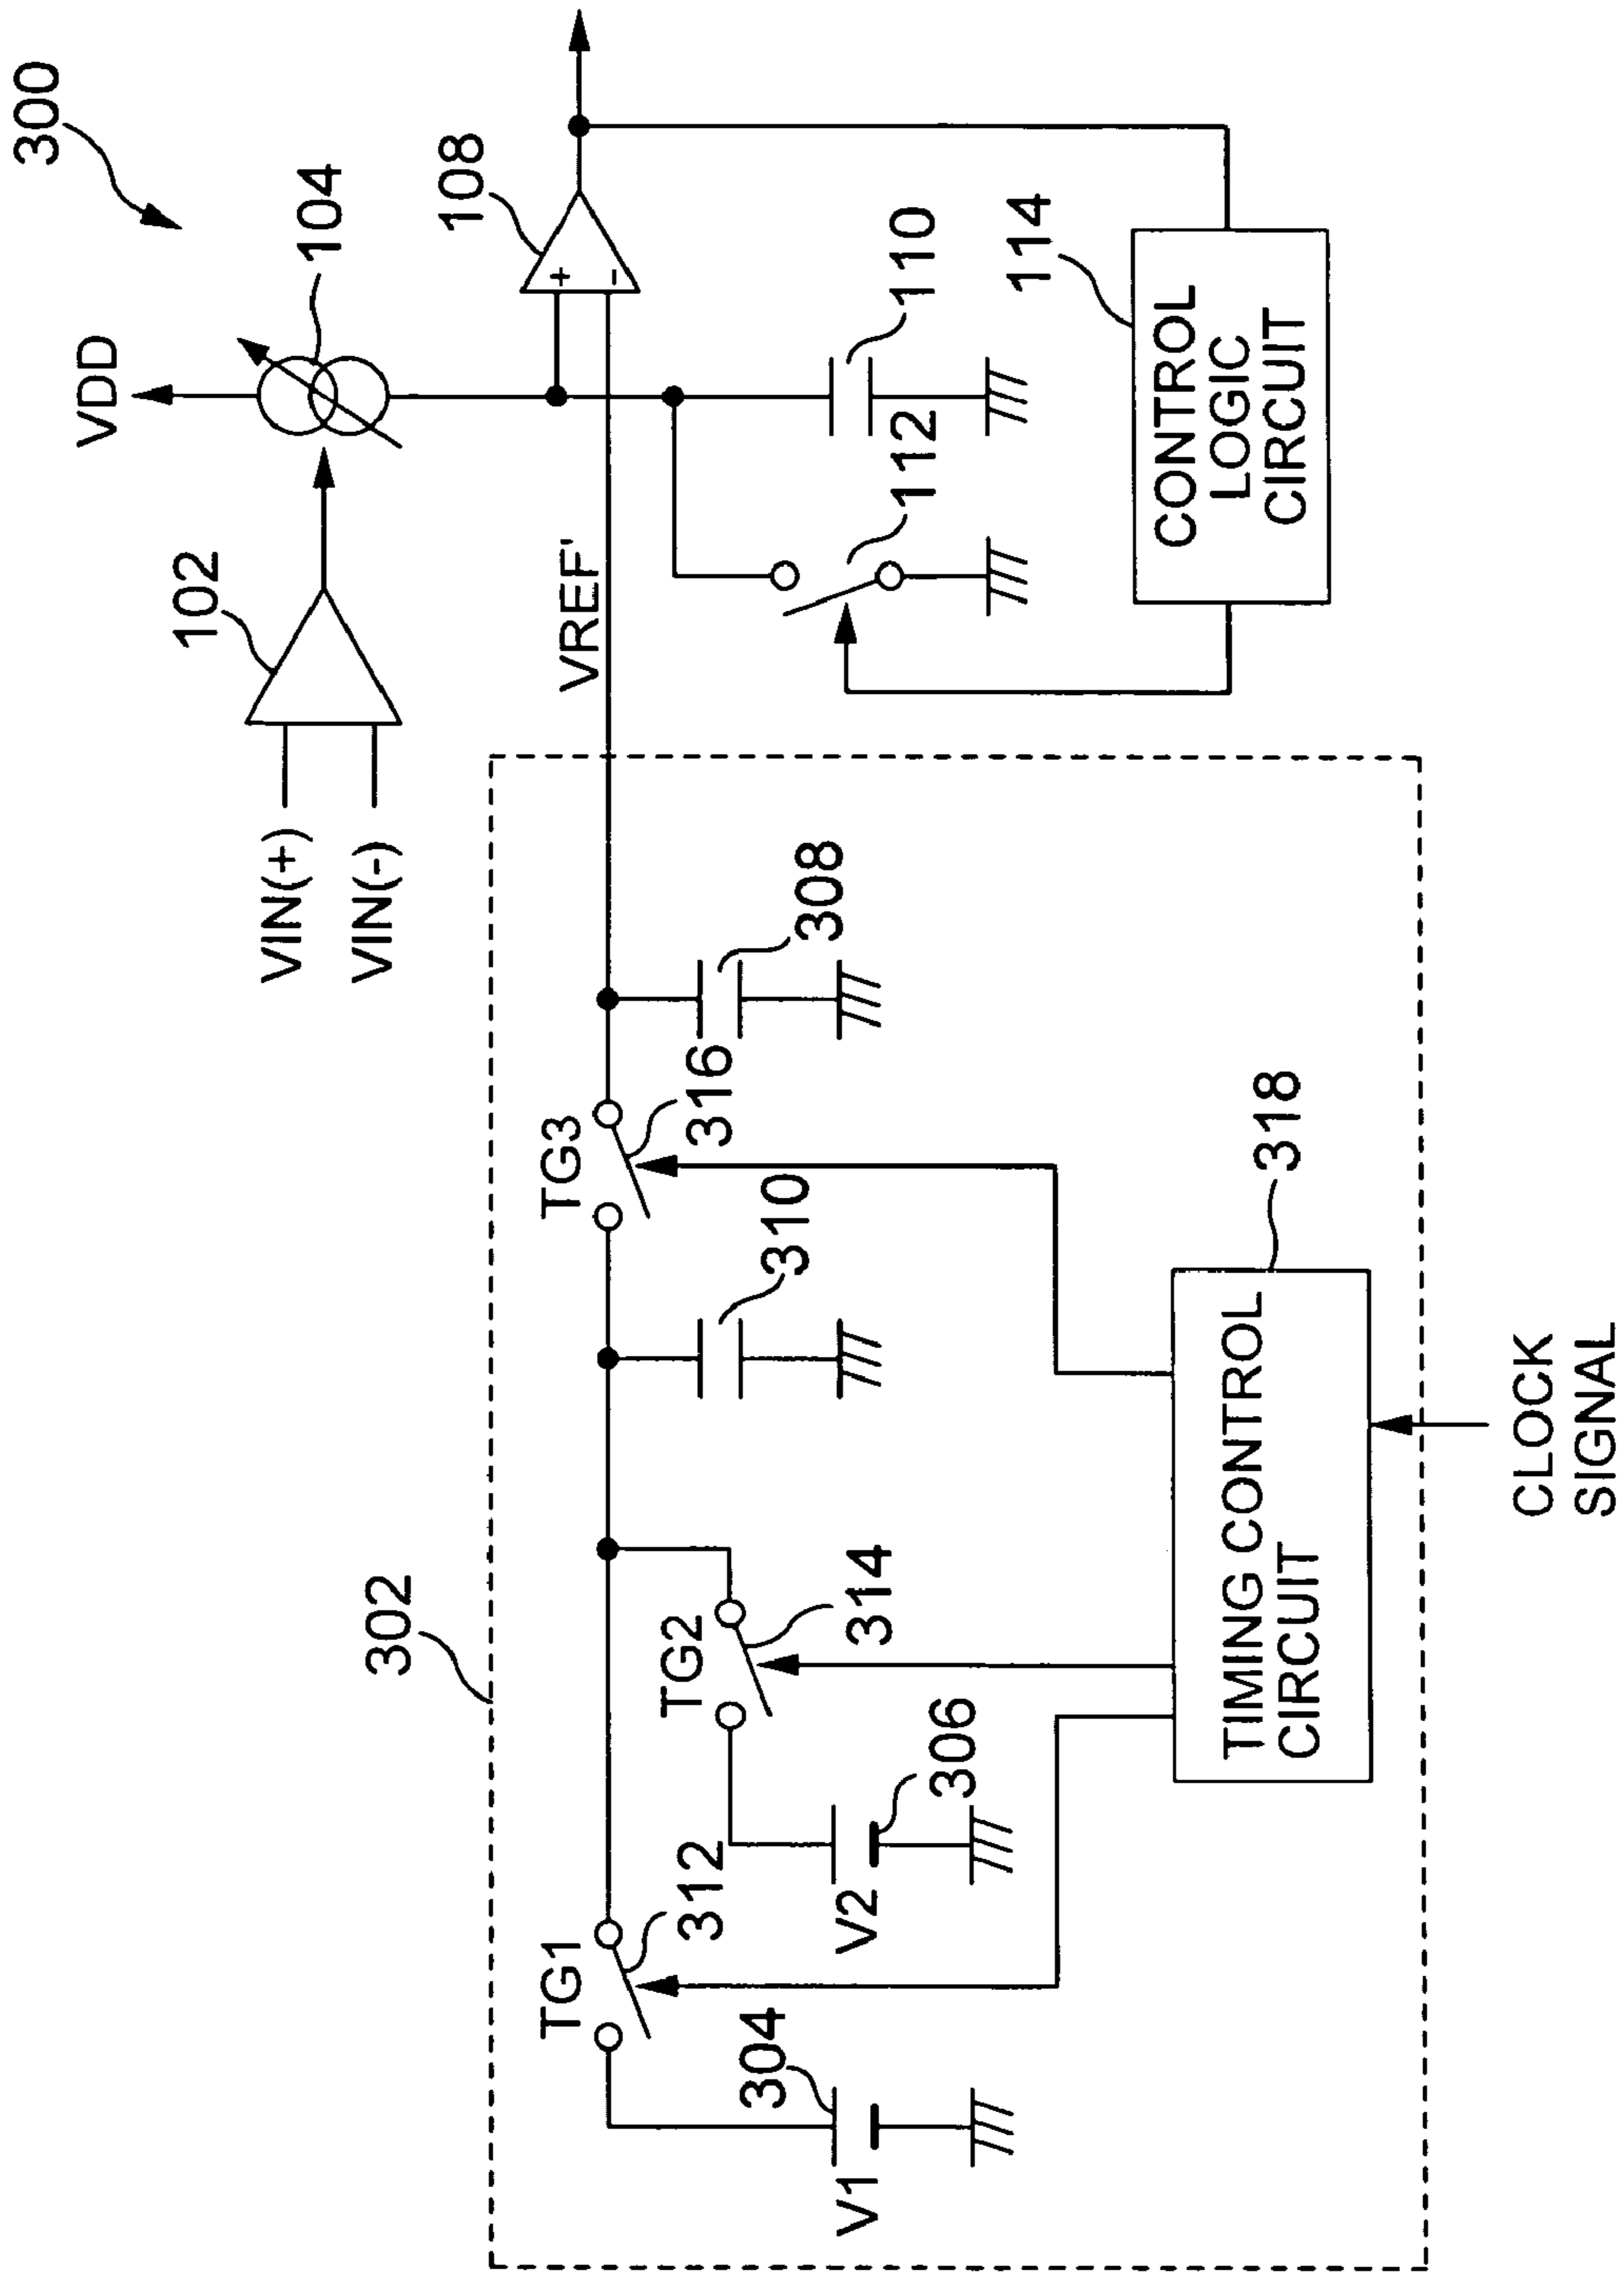 300
VDD
104
VIN(+)
VIN(-)
102
108
+
-
VREF'
110
112
114
CONTROL
LOGIC
CIRCUIT
302
TG1
312
304
V1
TG2
314
306
V2
310
TG3
316
308
TIMING CONTROL
CIRCUIT
318
CLOCK
SIGNAL